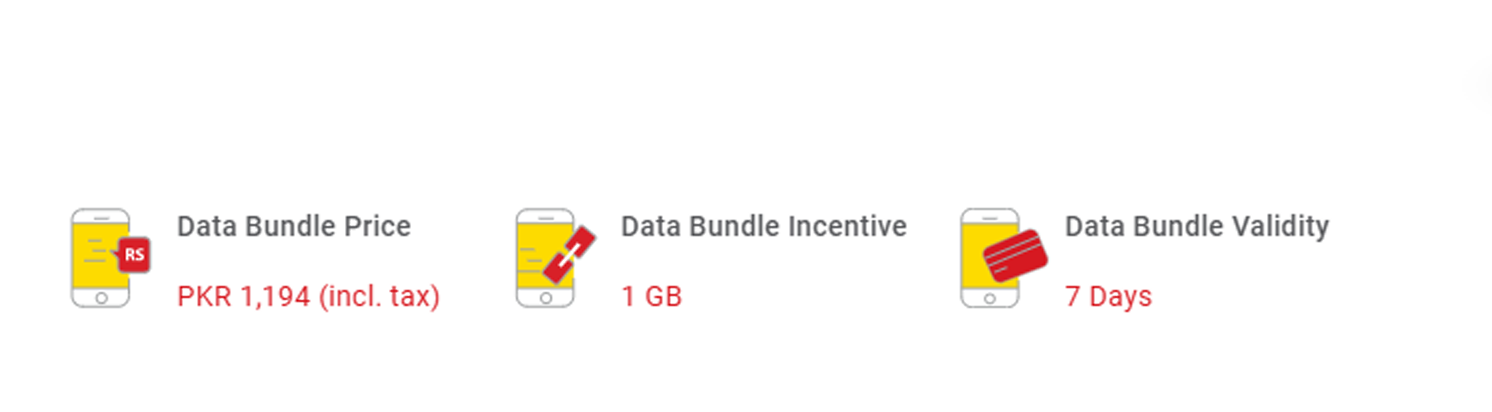 Data Bundle Price
Data Bundle Incentive
Data Bundle Validity
RS
PKR 1,194 (incl. tax)
1 GB
7 Days